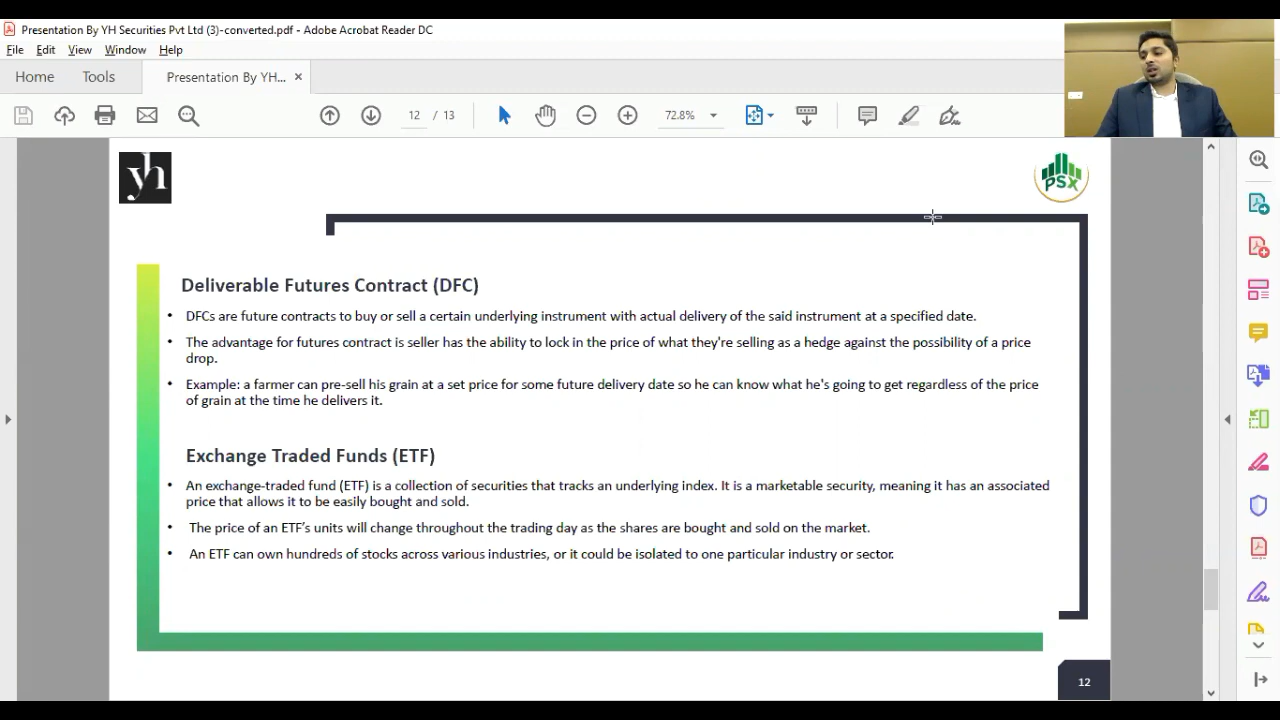 Presentation By YH Securities Pvt Ltd (3)-converted.pdf - Adobe Acrobat Reader DC
File Edit View Window Help
Home Tools Presentation By YH... ×
12 / 13 72.8%
yh
PSX
Deliverable Futures Contract (DFC)
• DFCs are future contracts to buy or sell a certain underlying instrument with actual delivery of the said instrument at a specified date.
• The advantage for futures contract is seller has the ability to lock in the price of what they're selling as a hedge against the possibility of a price
drop.
• Example: a farmer can pre-sell his grain at a set price for some future delivery date so he can know what he's going to get regardless of the price
of grain at the time he delivers it.
Exchange Traded Funds (ETF)
• An exchange-traded fund (ETF) is a collection of securities that tracks an underlying index. It is a marketable security, meaning it has an associated
price that allows it to be easily bought and sold.
• The price of an ETF’s units will change throughout the trading day as the shares are bought and sold on the market.
• An ETF can own hundreds of stocks across various industries, or it could be isolated to one particular industry or sector.
12